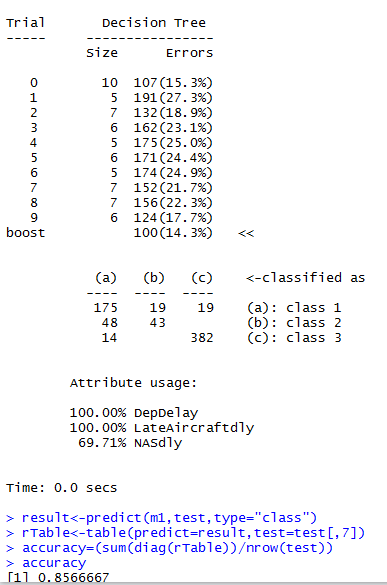 Trial Decision Tree
----- ----------------
Size Errors
0 10 107(15.3%)
1 5 191(27.3%)
2 7 132(18.9%)
3 6 162(23.1%)
4 5 175(25.0%)
5 6 171(24.4%)
6 5 174(24.9%)
7 7 152(21.7%)
8 7 156(22.3%)
9 6 124(17.7%)
boost 100(14.3%) <<
(a) (b) (c) <-classified as
---- ---- ----
175 19 19 (a): class 1
48 43 (b): class 2
14 382 (c): class 3
Attribute usage:
100.00% DepDelay
100.00% LateAircraftdly
69.71% NASdly
Time: 0.0 secs
> result<-predict(m1,test,type="class")
> rTable<-table(predict=result,test=test[,7])
> accuracy=(sum(diag(rTable))/nrow(test))
> accuracy
[1] 0.8566667